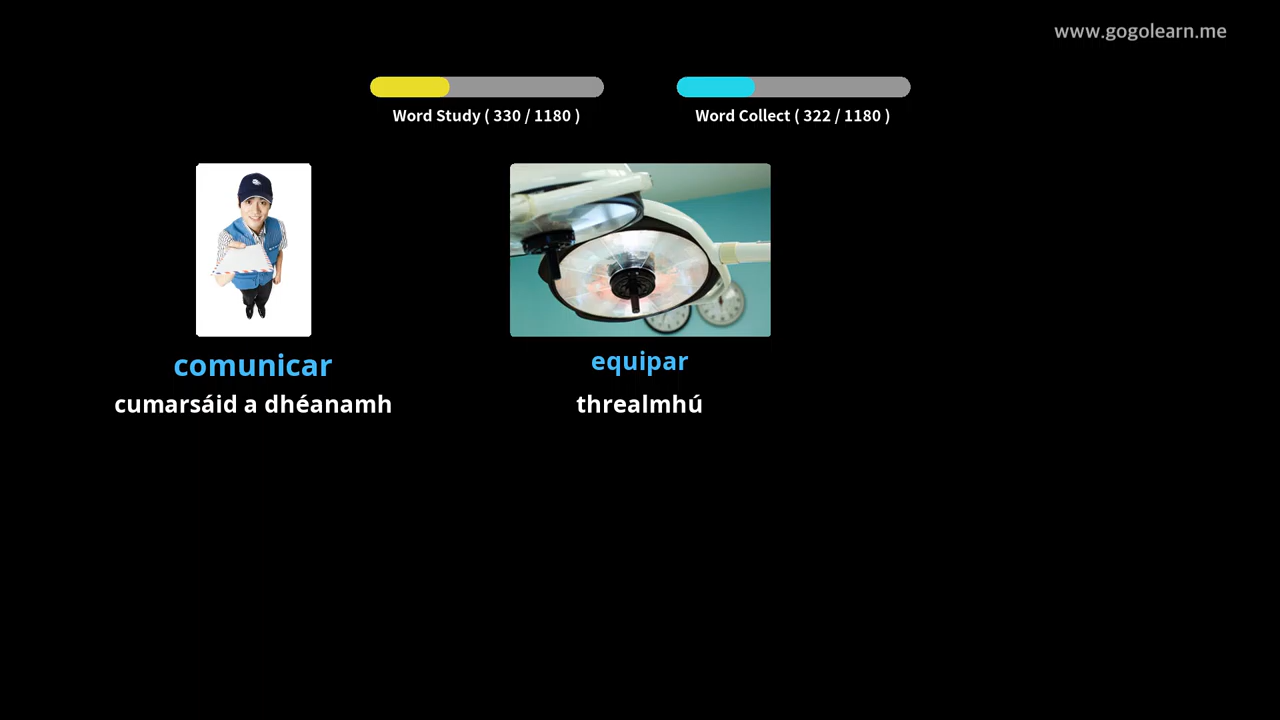 www.gogolearn.me
Word Study ( 330 / 1180 )
Word Collect ( 322 / 1180 )
comunicar
cumarsáid a dhéanamh
equipar
threalmhú